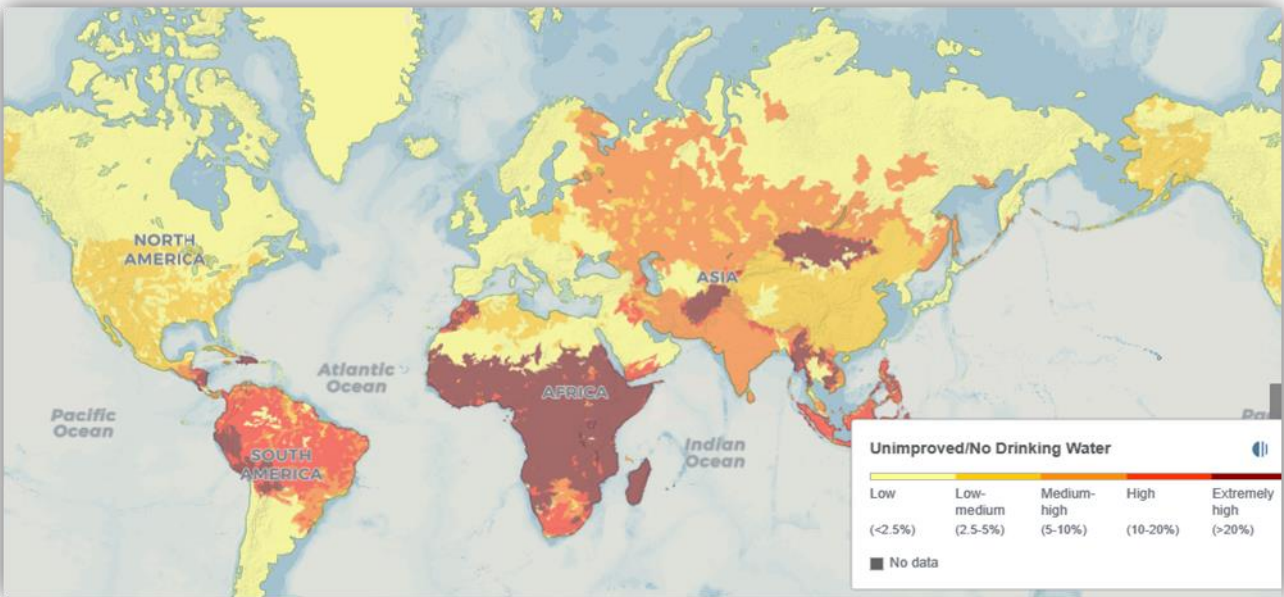 NORTH
AMERICA
ASIA
Atlantic
Ocean
AFRICA
Pacific
Ocean
SOUTH
AMERICA
Indian
Ocean
Pa
Unimproved/No Drinking Water
Low Low-medium Medium-high High Extremely high
(<2.5%) (2.5-5%) (5-10%) (10-20%) (>20%)
No data